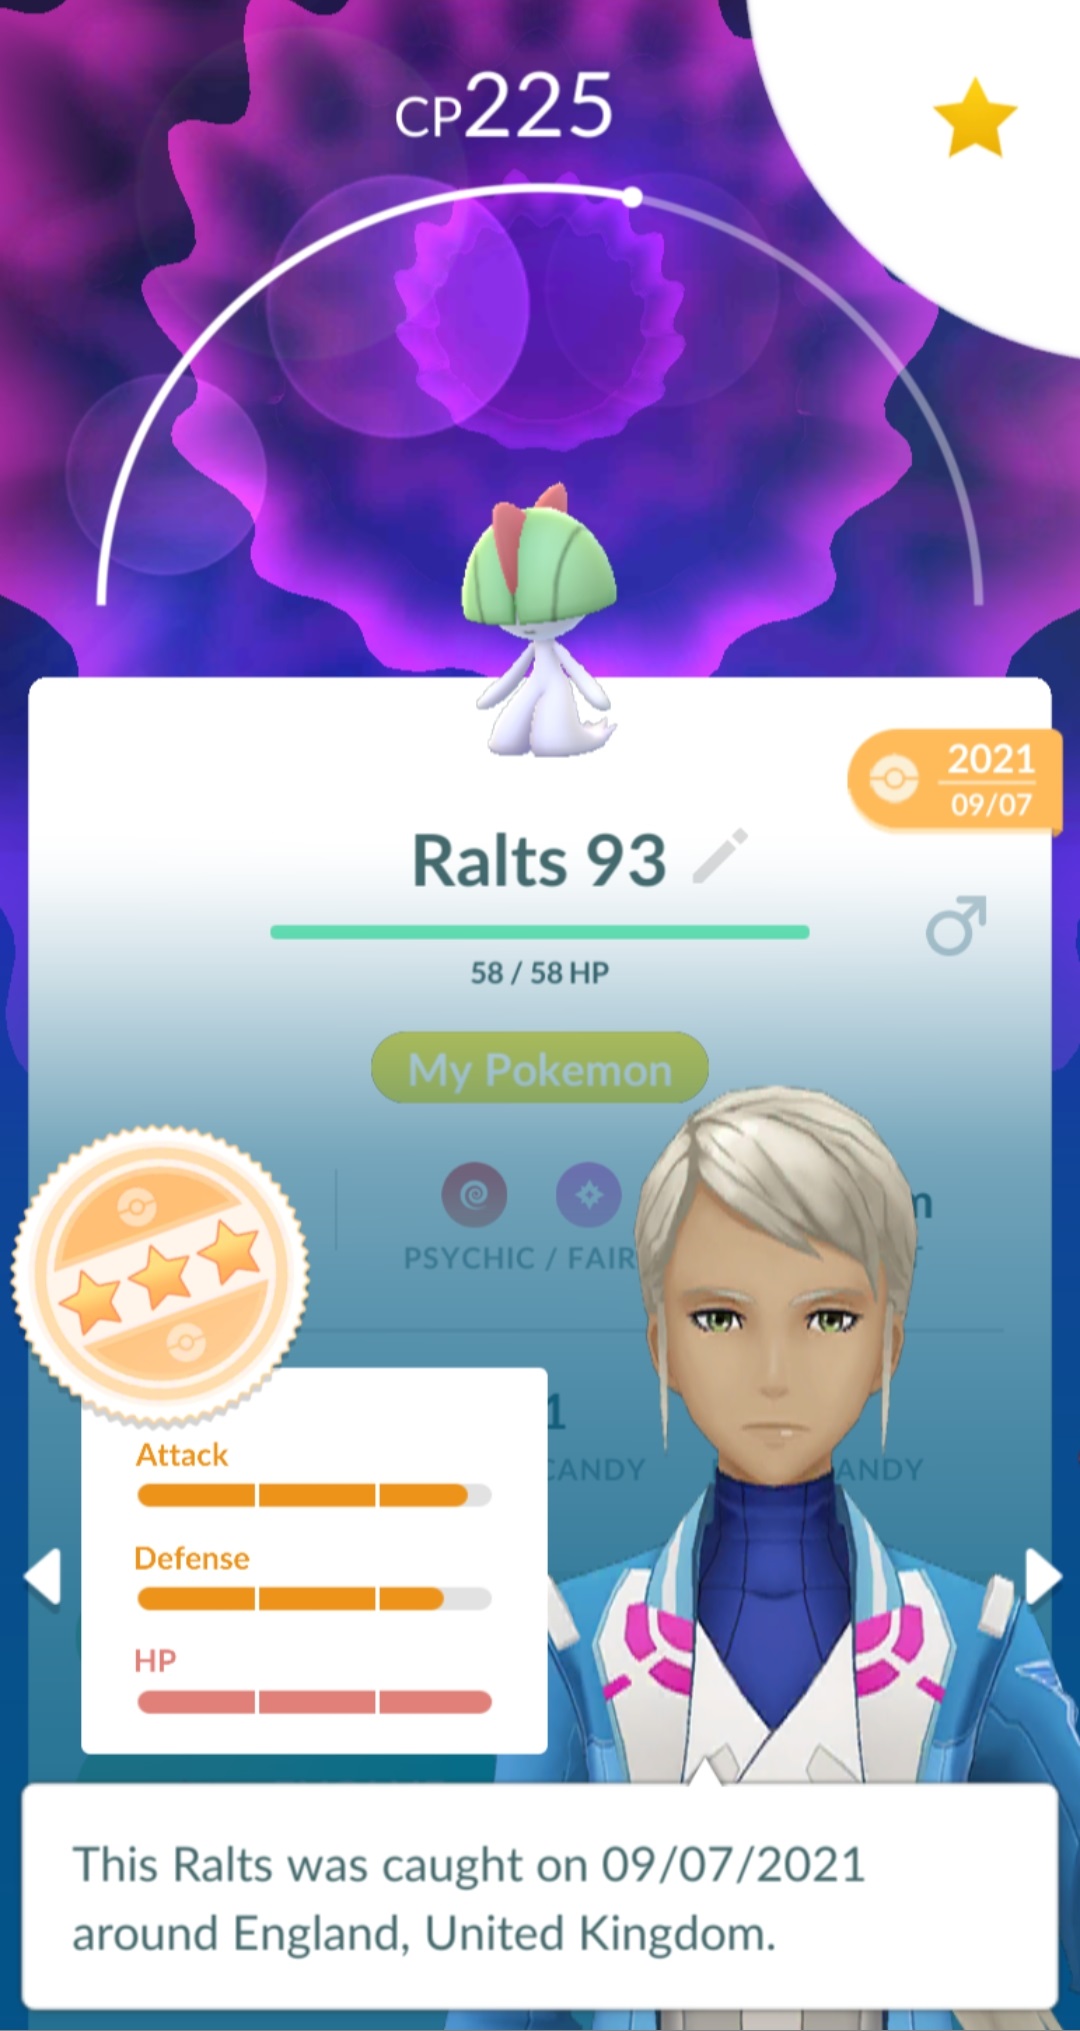 CP225
2021
09/07
Ralts 93
58 / 58 HP
My Pokemon
PSYCHIC / FAIR
Attack
CANDY
ANDY
Defense
HP
This Ralts was caught on 09/07/2021
around England, United Kingdom.